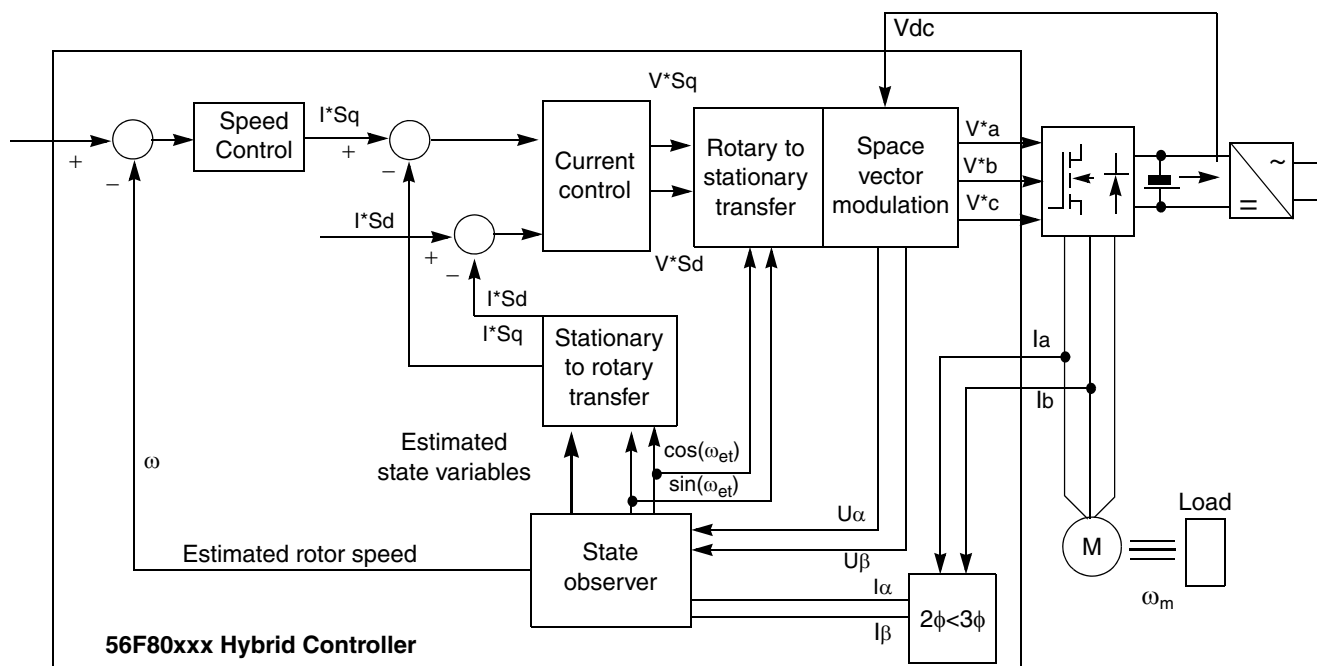 Vdc
V*Sq
I*Sq
Speed
Control
+
−
+
−
Current
control
Rotary to
stationary
transfer
Space
vector
modulation
V*a
V*b
V*c
~
=
I*Sd
+
−
V*Sd
I*Sd
I*Sq
Stationary
to rotary
transfer
Ia
Ib
Estimated
state variables
cos(ωet)
sin(ωet)
ω
Uα
Uβ
Load
M
ωm
Estimated rotor speed
State
observer
Iα
Iβ
2ϕ<3ϕ
56F80xxx Hybrid Controller